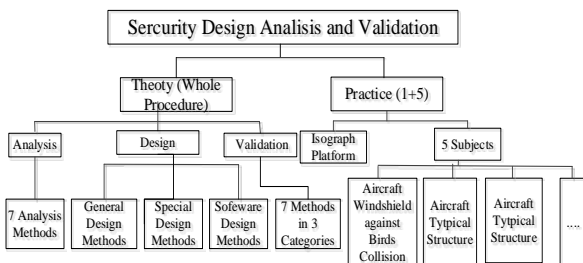 Sercurity Design Analisis and Validation
Theoty (Whole
Procedure)
Practice (1+5)
Analysis
Design
Validation
Isograph
Platform
5 Subjects
7 Analysis
Methods
General
Design
Methods
Special
Design
Methods
Sofeware
Design
Methods
7 Methods
in 3
Categories
Aircraft
Windshield
against
Birds
Collision
Aircraft
Tytpical
Structure
Aircraft
Tytpical
Structure
....